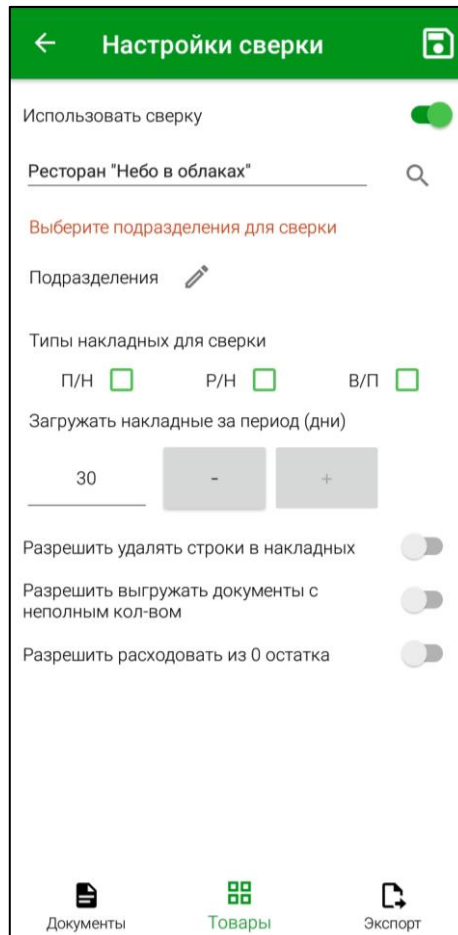 Настройки сверки
Использовать сверку
Ресторан "Небо в облаках"
Выберите подразделения для сверки
Подразделения
Типы накладных для сверки
П/Н Р/Н В/П
Загружать накладные за период (дни)
30 - +
Разрешить удалять строки в накладных
Разрешить выгружать документы с
неполным кол-вом
Разрешить расходовать из 0 остатка
Документы Товары Экспорт